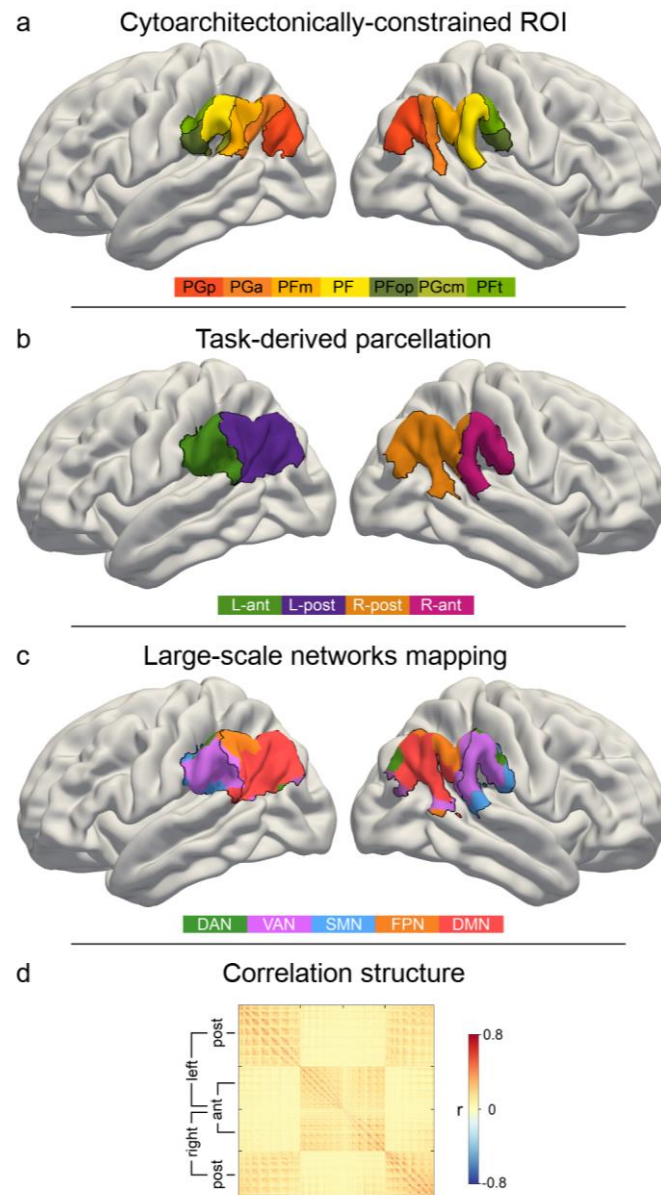 a Cytoarchitectonically-constrained ROI
PGp PGa PFm PF PFop PGcm PFt
b Task-derived parcellation
L-ant L-post R-post R-ant
c Large-scale networks mapping
DAN VAN SMN FPN DMN
d Correlation structure
post
left
ant
right
post
r
0.8
0
-0.8